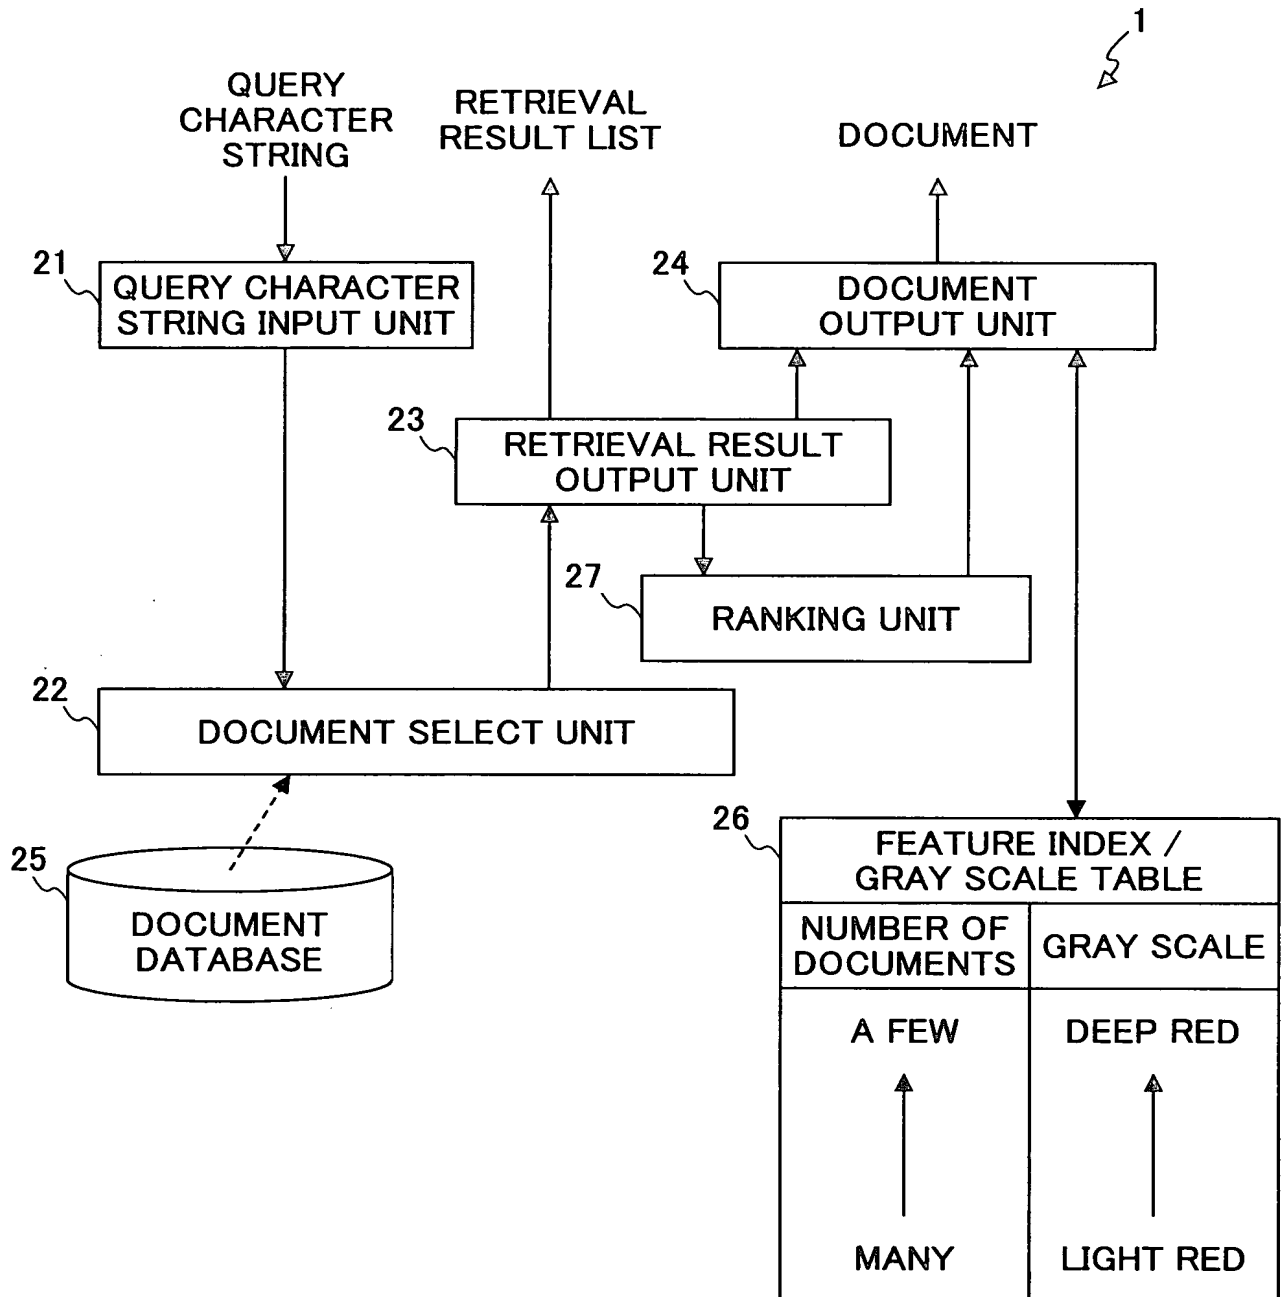 1
QUERY
CHARACTER
STRING
RETRIEVAL
RESULT LIST
DOCUMENT
21
QUERY CHARACTER
STRING INPUT UNIT
24
DOCUMENT
OUTPUT UNIT
23
RETRIEVAL RESULT
OUTPUT UNIT
27
RANKING UNIT
22
DOCUMENT SELECT UNIT
25
DOCUMENT
DATABASE
26
FEATURE INDEX /
GRAY SCALE TABLE
NUMBER OF
DOCUMENTS
GRAY SCALE
A FEW
DEEP RED
MANY
LIGHT RED